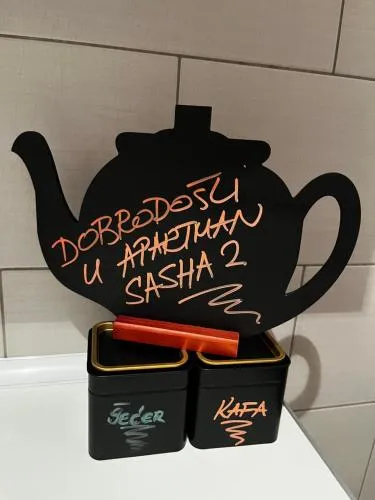 DOBRODOŠLI
U APARTMAN
SASHA 2
ŠEĆER
KAFA